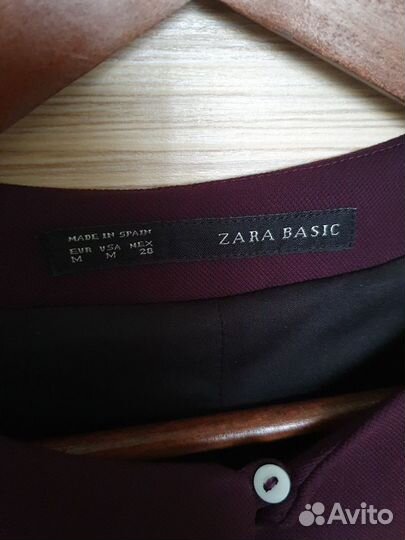 MADE IN SPAIN
EUR USA MEX
M M 28
ZARA BASIC
Avito